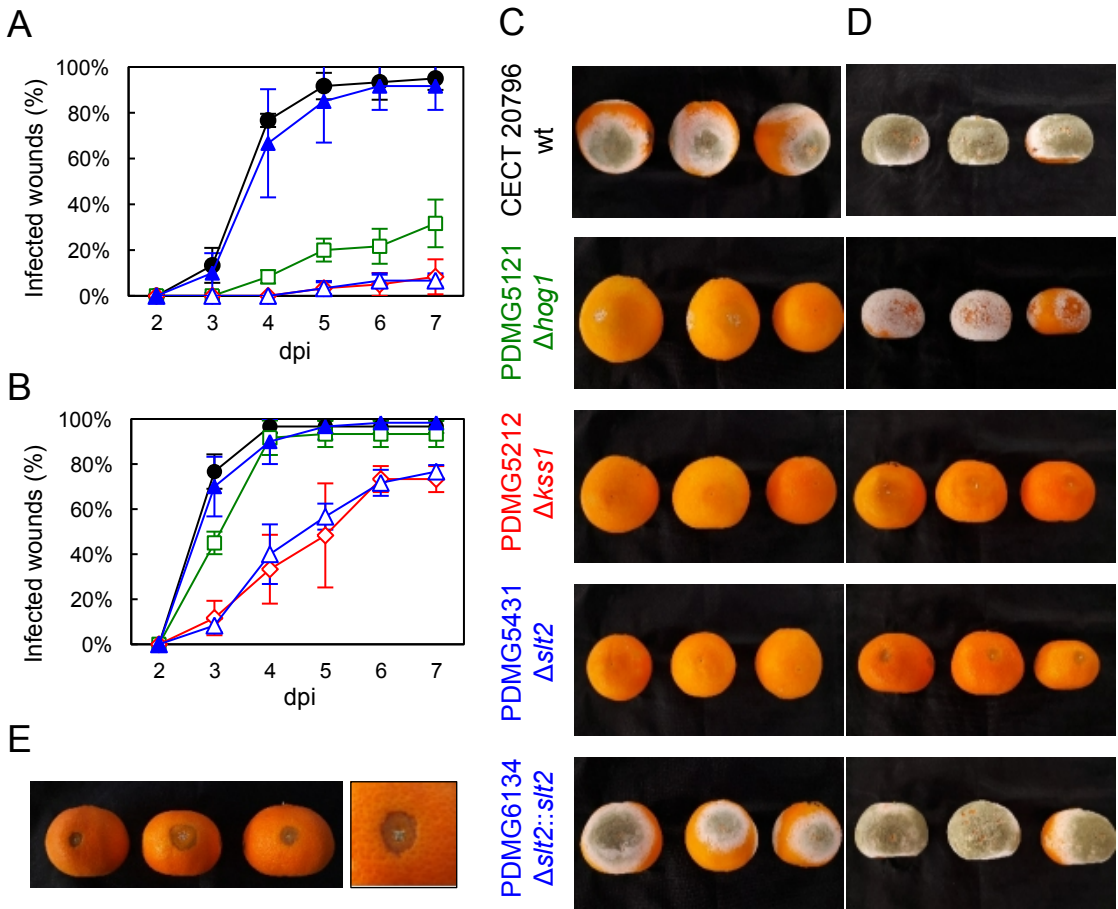 A
Infected wounds (%)
100%
80%
60%
40%
20%
0%
2 3 4 5 6 7
dpi
B
Infected wounds (%)
100%
80%
60%
40%
20%
0%
2 3 4 5 6 7
dpi
E
C
D
CECT 20796
wt
PDMG5121
Δhog1
PDMG5212
Δkss1
PDMG5431
Δslt2
PDMG6134
Δslt2::slt2